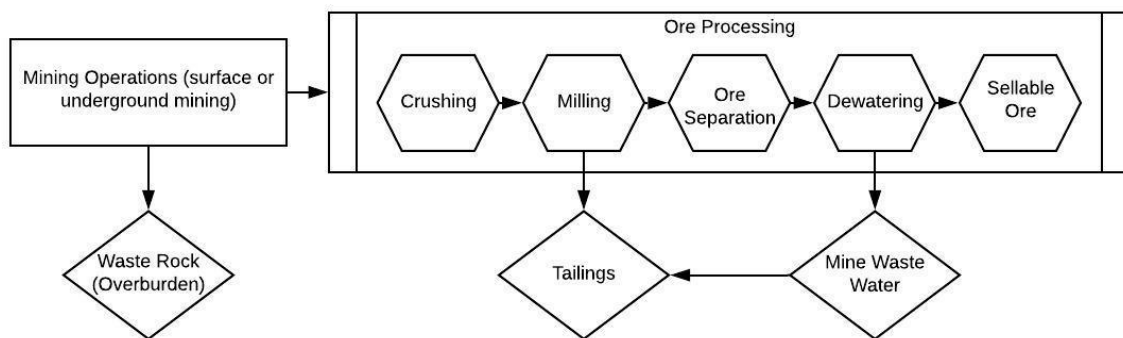 Ore Processing
Mining Operations (surface or
underground mining)
Crushing
Milling
Ore
Separation
Dewatering
Sellable
Ore
Waste Rock
(Overburden)
Tailings
Mine Waste
Water